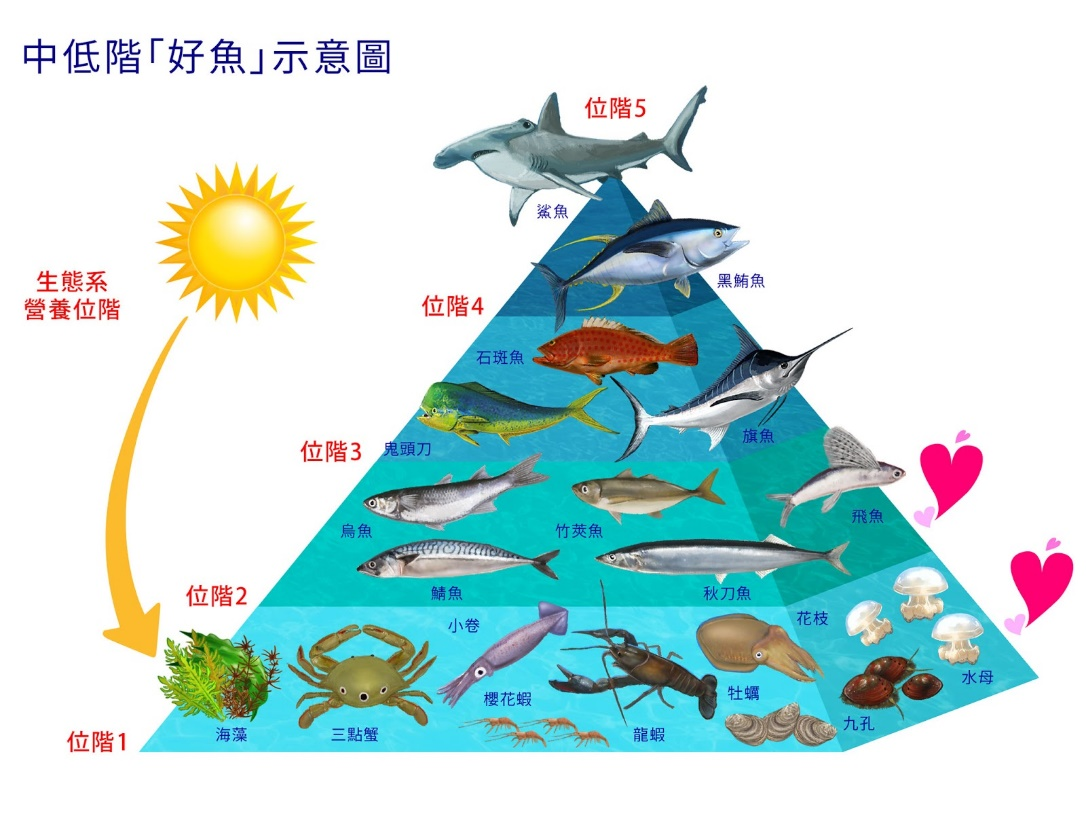 中低階「好魚」示意圖
位階5
鯊魚
生態系
營養位階
黑鮪魚
位階4
石斑魚
旗魚
位階3
鬼頭刀
飛魚
烏魚
竹莢魚
鯖魚
秋刀魚
位階2
小卷
花枝
水母
櫻花蝦
牡蠣
九孔
位階1
海藻
三點蟹
龍蝦